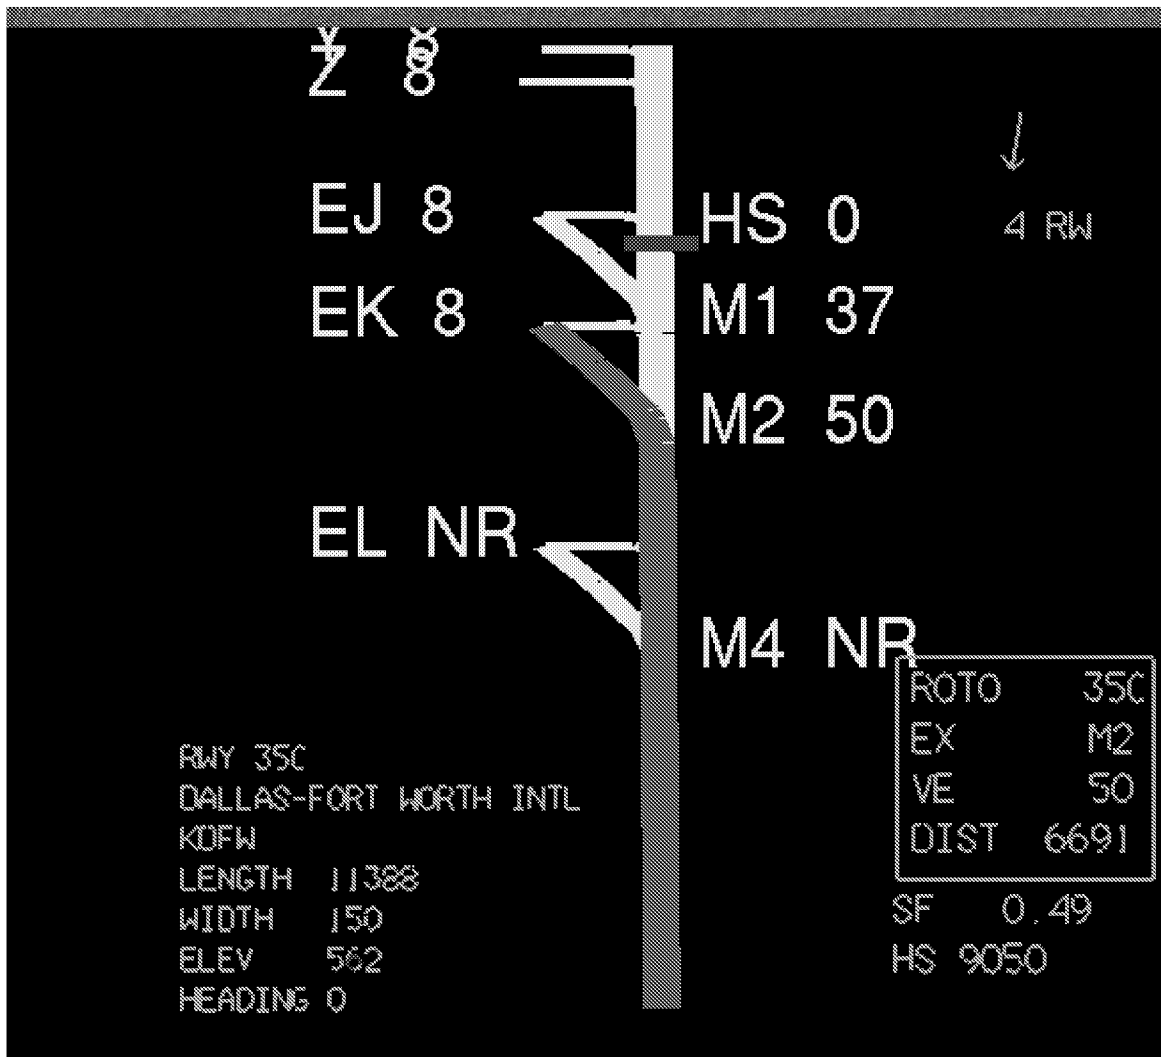 Y 8
Z 8
EJ 8
HS 0
4 RW
EK 8
M1 37
M2 50
EL NR
M4 NR
ROTO 35C
EX M2
VE 50
DIST 6691
SF 0.49
HS 9050
RWY 35C
DALLAS-FORT WORTH INTL
KDFW
LENGTH 11388
WIDTH 150
ELEV 562
HEADING 0